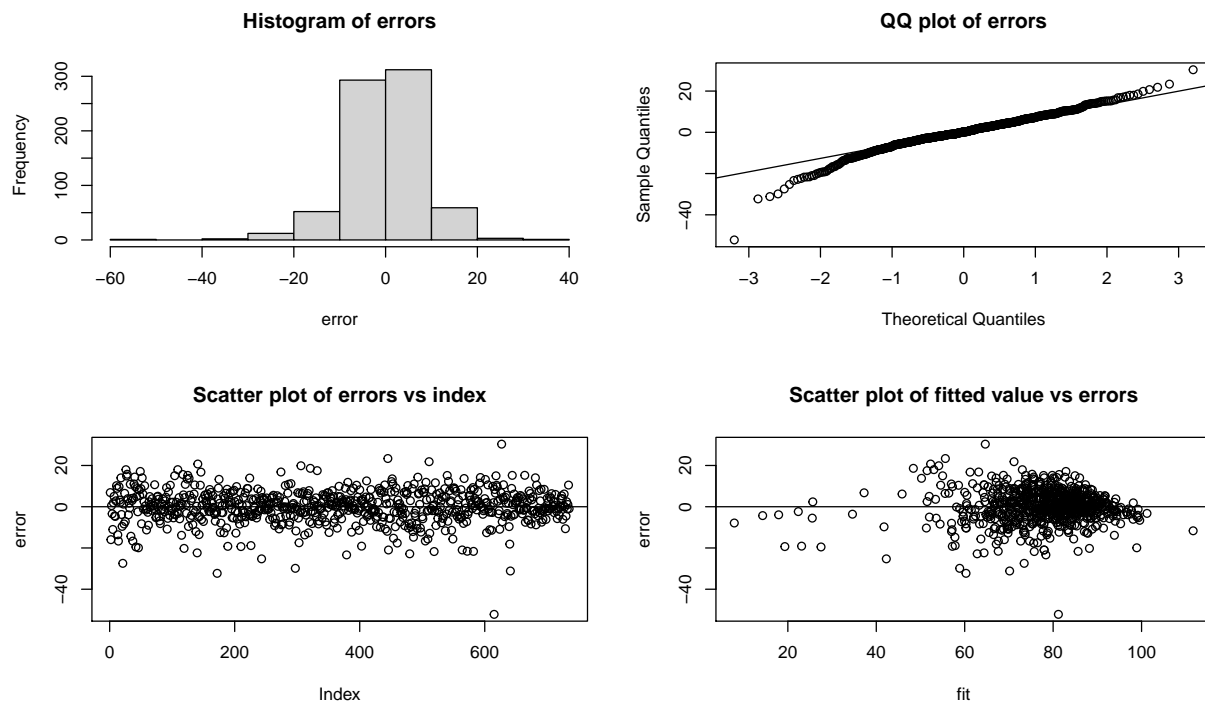 Histogram of errors
Frequency
0
100
200
300
−60
−40
−20
0
20
40
error
QQ plot of errors
Sample Quantiles
−40
0
20
−3
−2
−1
0
1
2
3
Theoretical Quantiles
Scatter plot of errors vs index
error
−40
0
20
0
200
400
600
Index
Scatter plot of fitted value vs errors
error
−40
0
20
20
40
60
80
100
fit